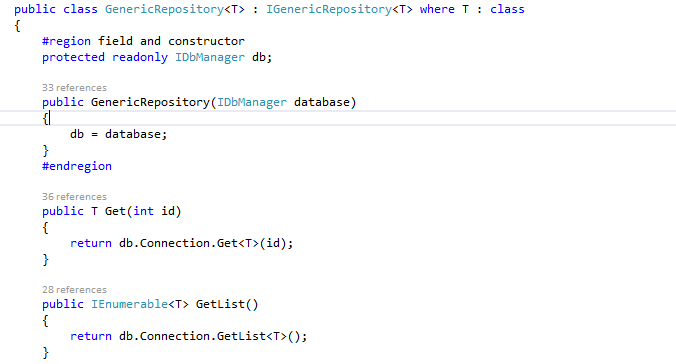 public class GenericRepository<T> : IGenericRepository<T> where T : class
{
#region field and constructor
protected readonly IDbManager db;
33 references
public GenericRepository(IDbManager database)
{
db = database;
}
#endregion
36 references
public T Get(int id)
{
return db.Connection.Get<T>(id);
}
28 references
public IEnumerable<T> GetList()
{
return db.Connection.GetList<T>();
}